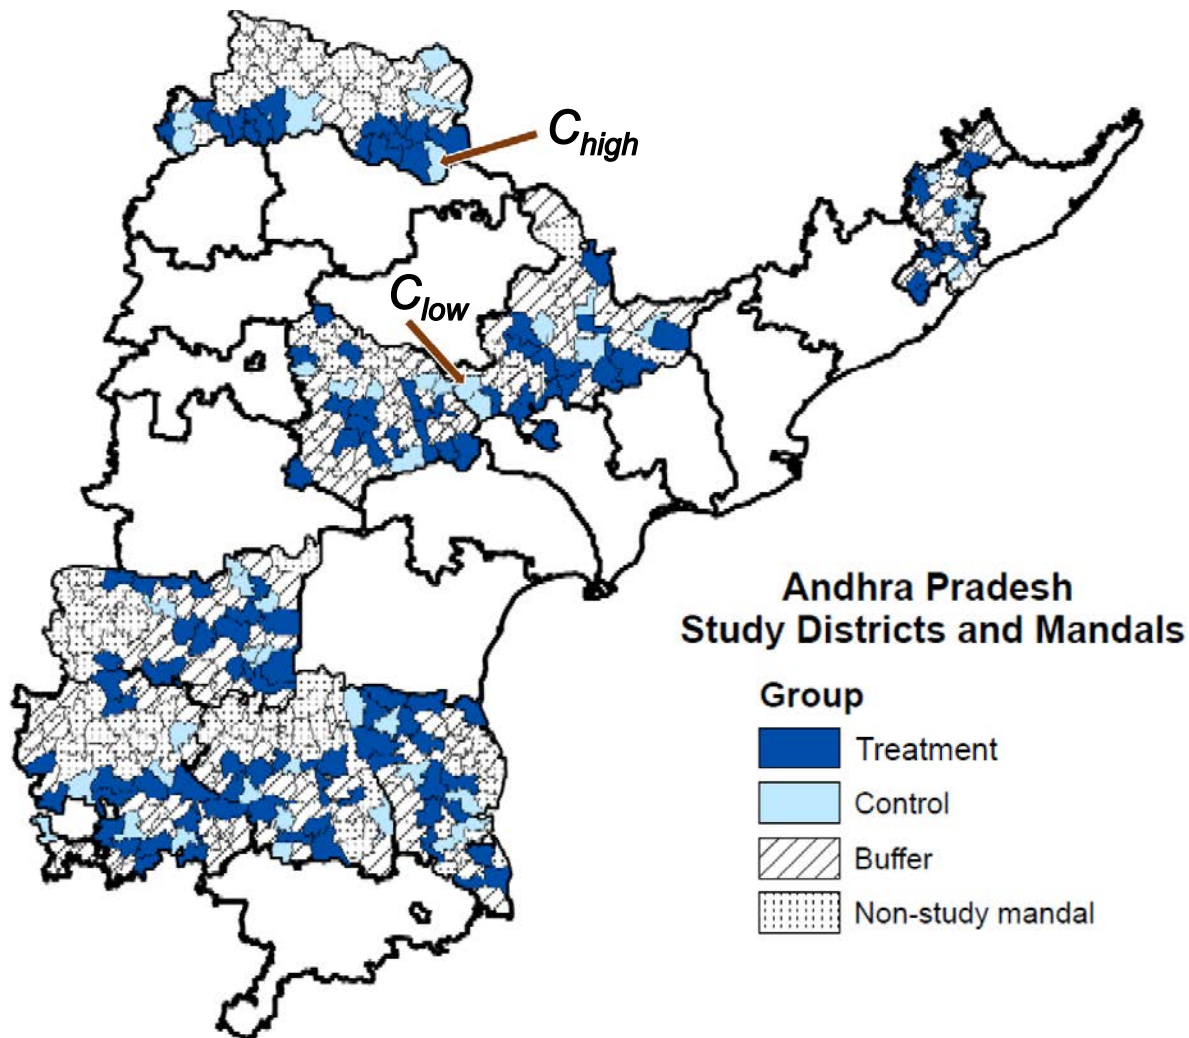 Chigh
Clow
Andhra Pradesh
Study Districts and Mandals
Group
Treatment
Control
Buffer
Non-study mandal